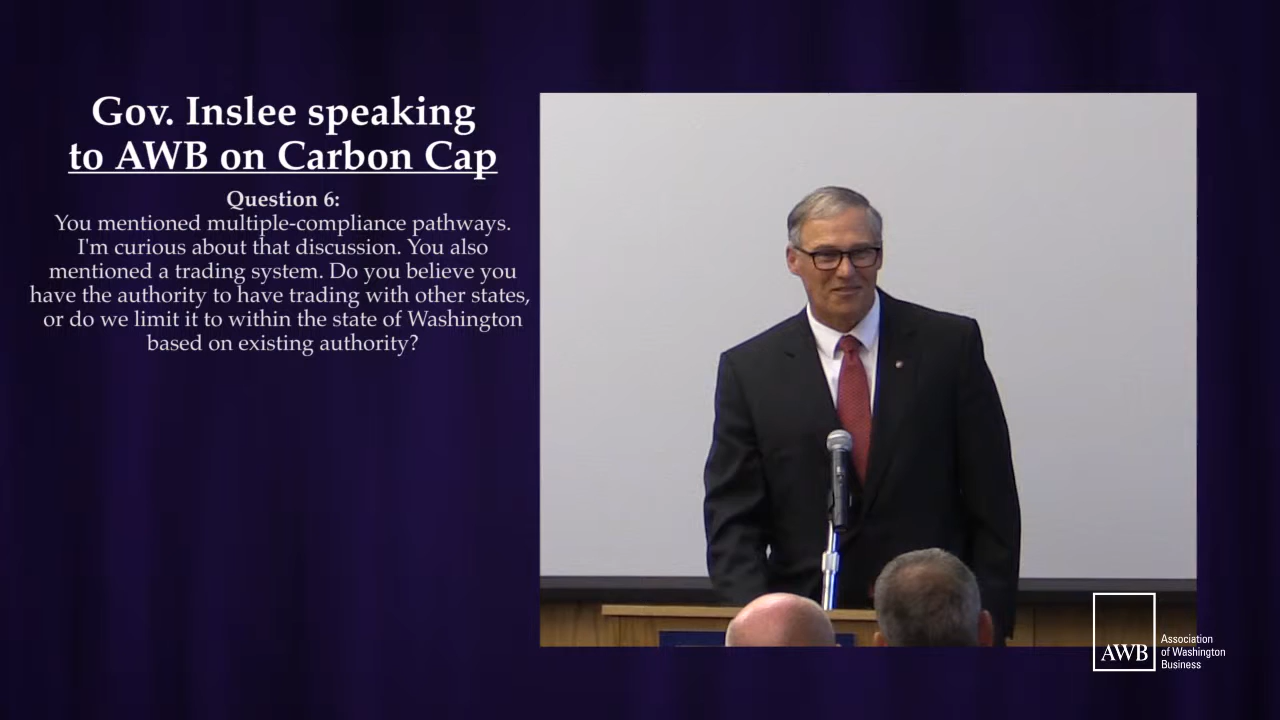 Gov. Inslee speaking
to AWB on Carbon Cap
Question 6:
You mentioned multiple-compliance pathways.
I'm curious about that discussion. You also
mentioned a trading system. Do you believe you
have the authority to have trading with other states,
or do we limit it to within the state of Washington
based on existing authority?
AWB
Association
of Washington
Business